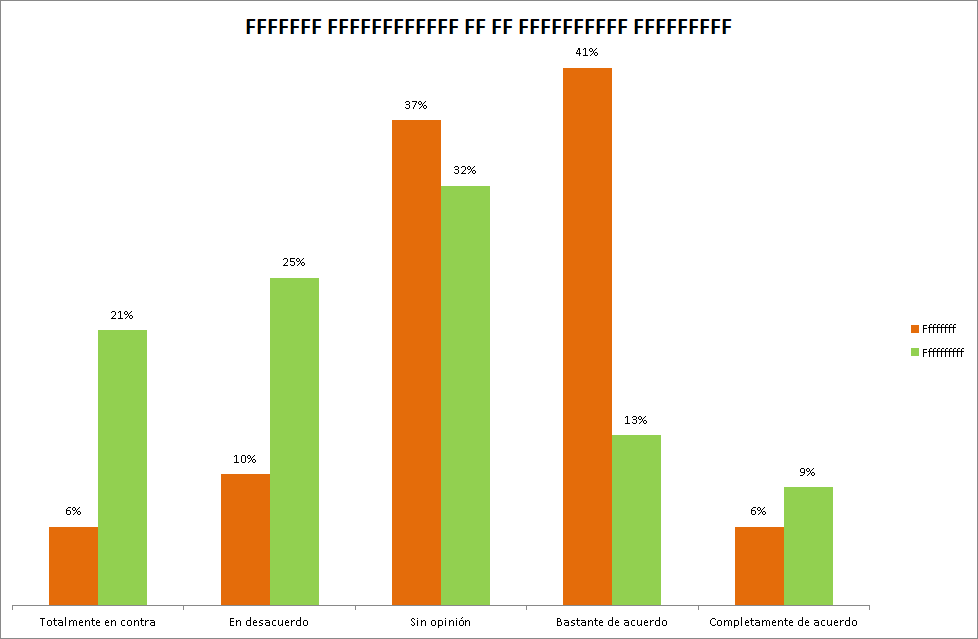 FFFFFFF FFFFFFFFFFFF FF FF FFFFFFFFFF FFFFFFFFF
41%
37%
32%
25%
21%
13%
10%
9%
6%
6%
Fffffff
Fffffffff
Totalmente en contra
En desacuerdo
Sin opinión
Bastante de acuerdo
Completamente de acuerdo